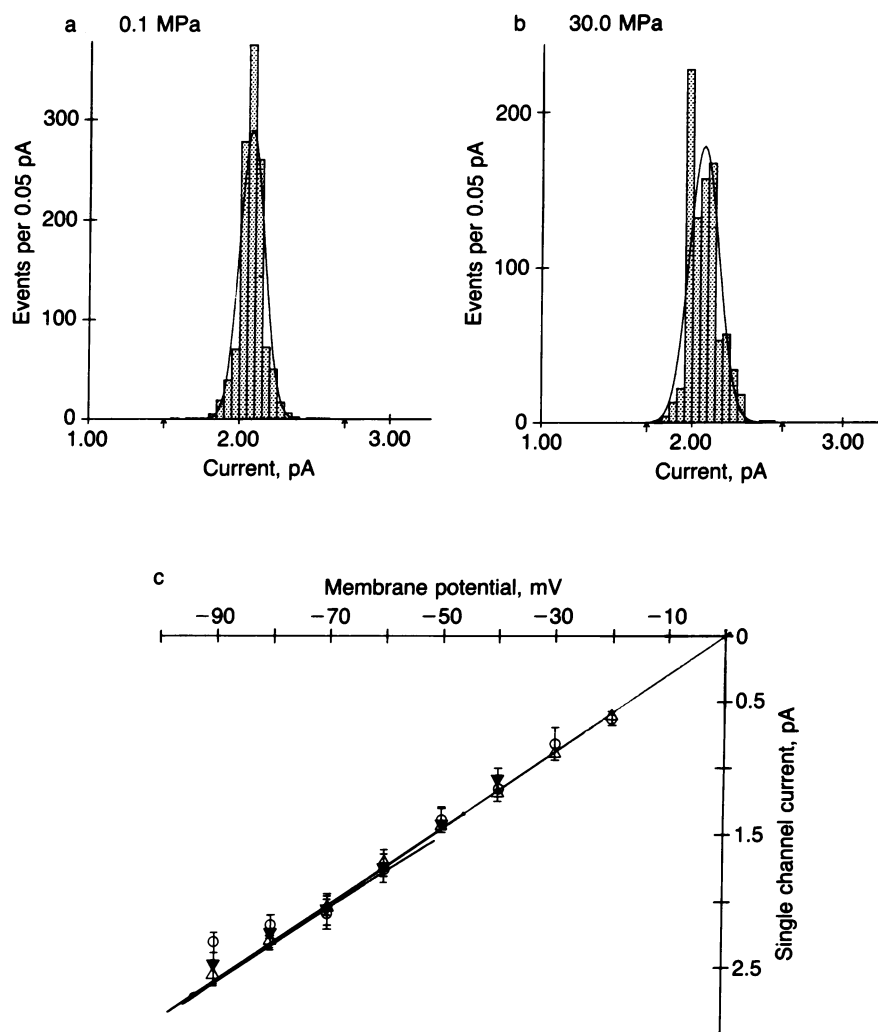 a 0.1 MPa
Events per 0.05 pA
300
200
100
0
1.00 2.00 3.00
Current, pA
b 30.0 MPa
Events per 0.05 pA
200
100
0
1.00 2.00 3.00
Current, pA
c
Membrane potential, mV
−90 −70 −50 −30 −10
0
0.5
1.5
2.5
Single channel current, pA